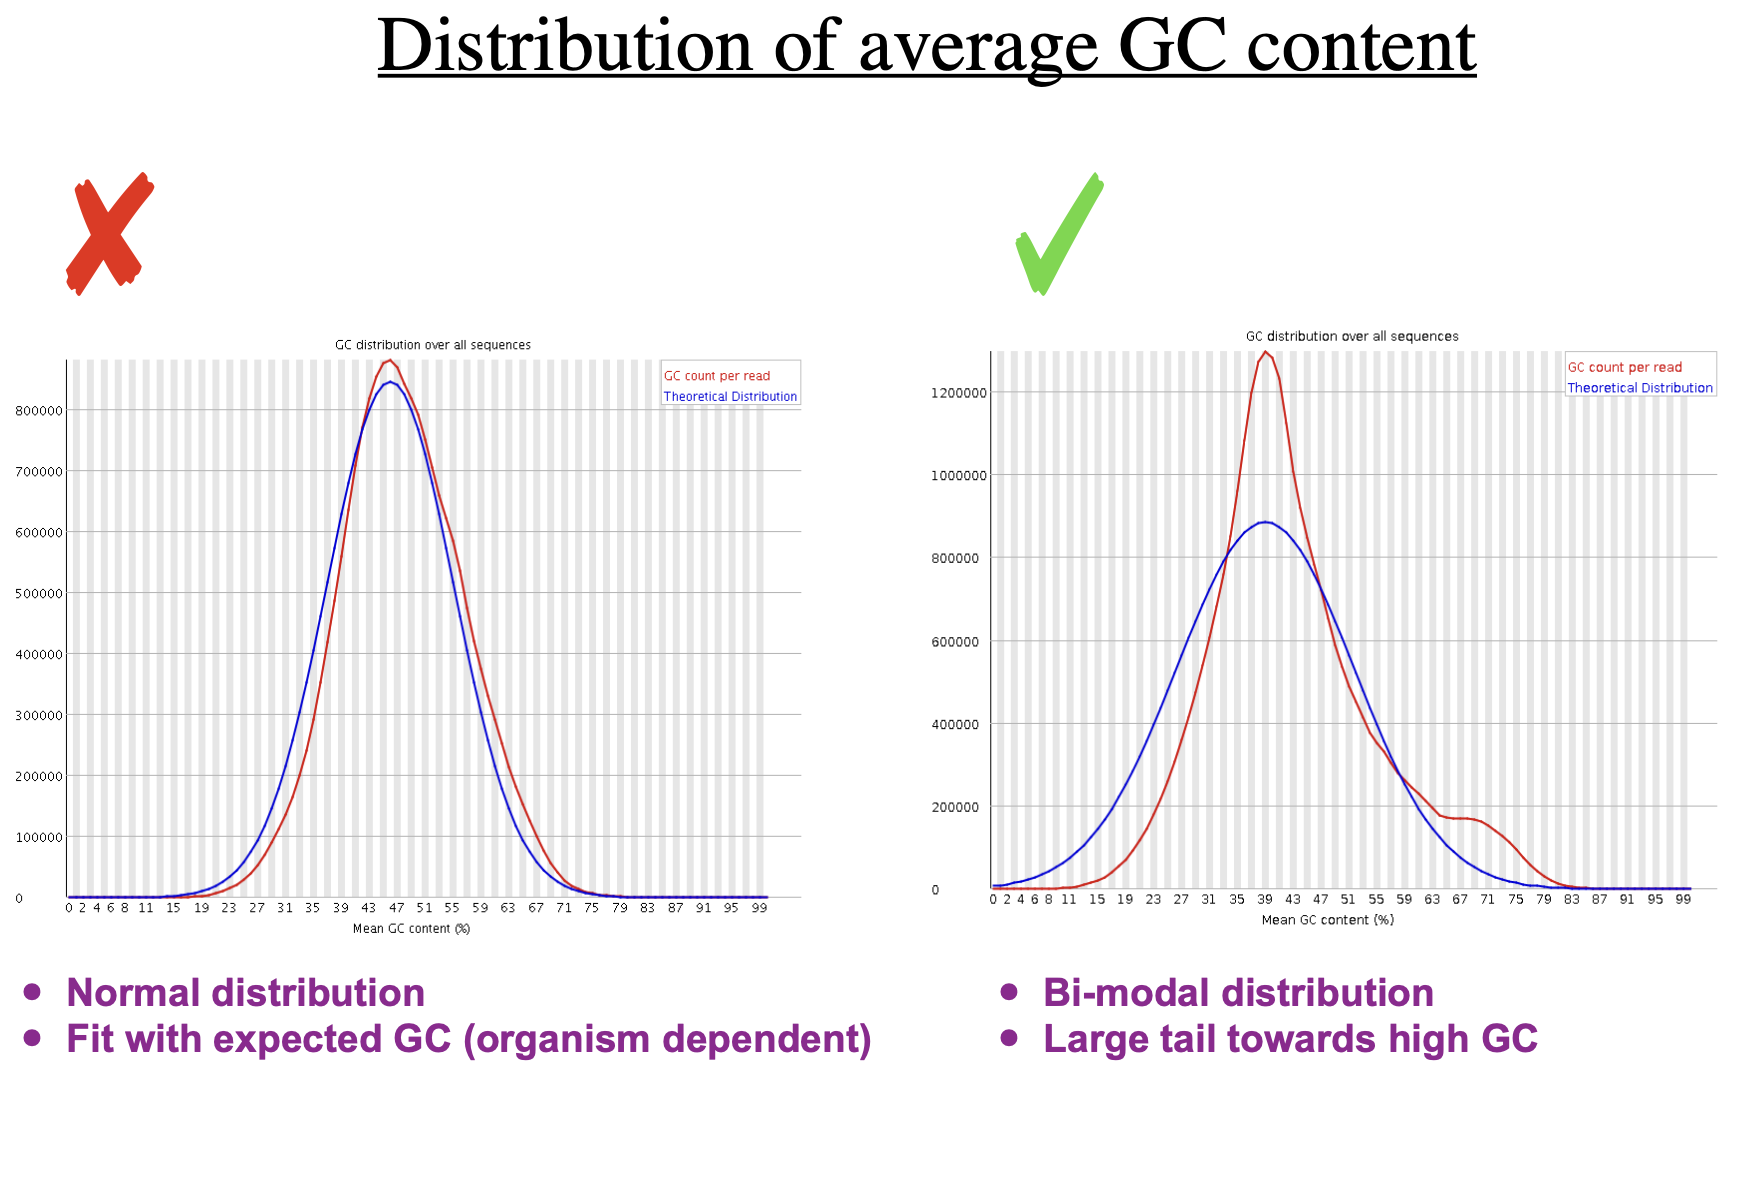 Distribution of average GC content
GC distribution over all sequences
GC count per read
Theoretical Distribution
800000
700000
600000
500000
400000
300000
200000
100000
0
0 2 4 6 8 11 15 19 23 27 31 35 39 43 47 51 55 59 63 67 71 75 79 83 87 91 95 99
Mean GC content (%)
• Normal distribution
• Fit with expected GC (organism dependent)
GC distribution over all sequences
GC count per read
Theoretical Distribution
1200000
1000000
800000
600000
400000
200000
0
0 2 4 6 8 11 15 19 23 27 31 35 39 43 47 51 55 59 63 67 71 75 79 83 87 91 95 99
Mean GC content (%)
• Bi-modal distribution
• Large tail towards high GC